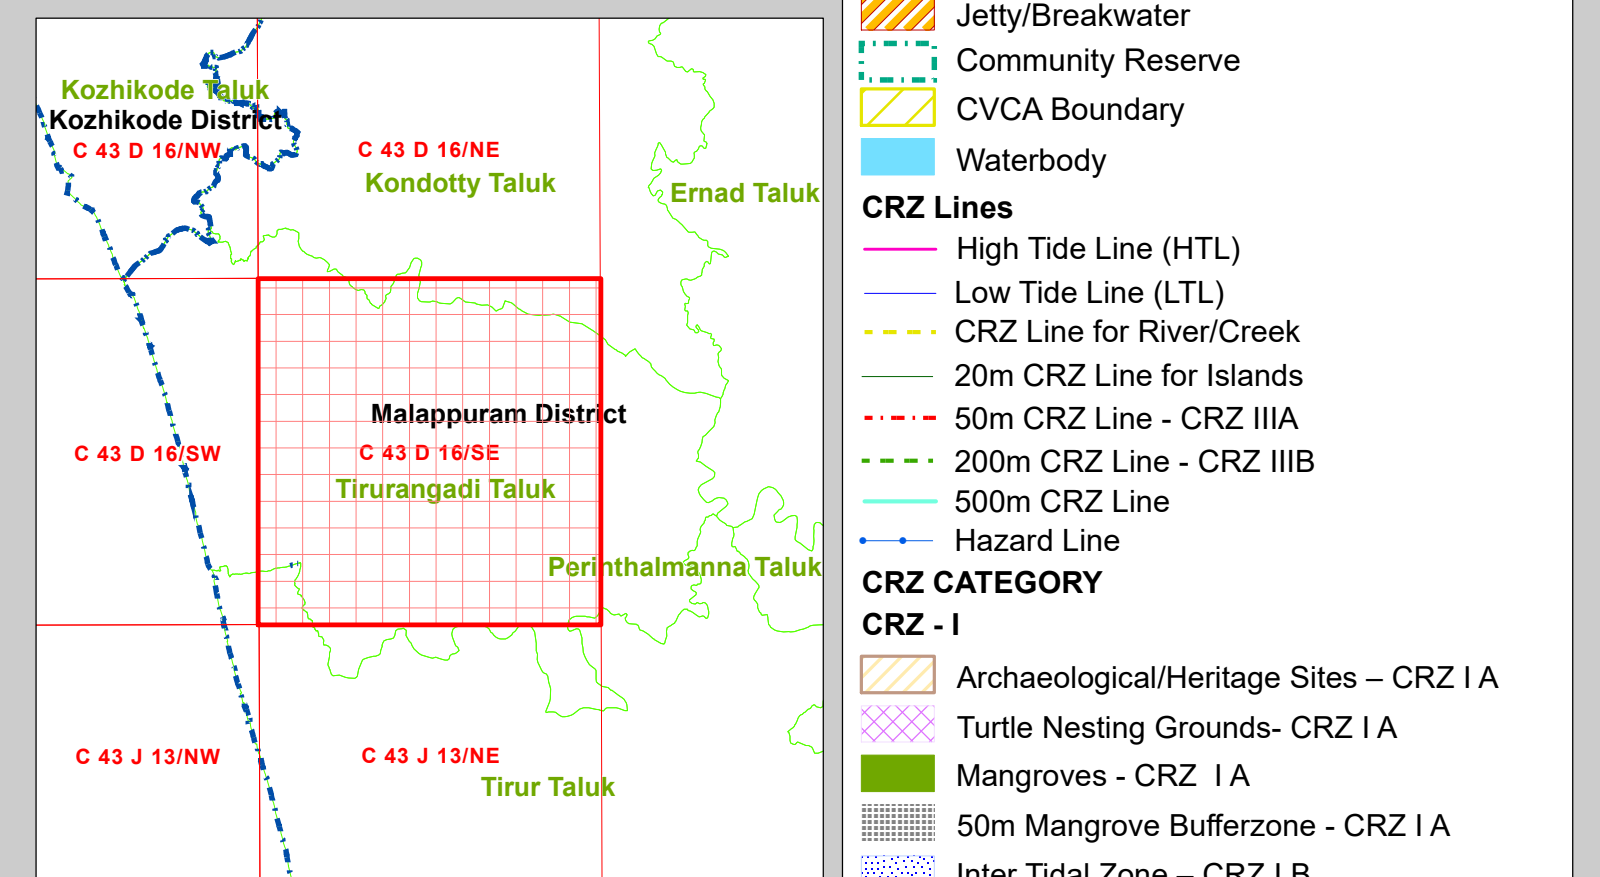 Kozhikode Taluk
Kozhikode District
C 43 D 16/NW
C 43 D 16/NE
Kondotty Taluk
Ernad Taluk
Malappuram District
C 43 D 16/SW
C 43 D 16/SE
Tirurangadi Taluk
Perinthalmanna Taluk
C 43 J 13/NW
C 43 J 13/NE
Tirur Taluk
Jetty/Breakwater
Community Reserve
CVCA Boundary
Waterbody
CRZ Lines
High Tide Line (HTL)
Low Tide Line (LTL)
CRZ Line for River/Creek
20m CRZ Line for Islands
50m CRZ Line - CRZ IIIA
200m CRZ Line - CRZ IIIB
500m CRZ Line
Hazard Line
CRZ CATEGORY
CRZ - I
Archaeological/Heritage Sites – CRZ I A
Turtle Nesting Grounds- CRZ I A
Mangroves - CRZ I A
50m Mangrove Bufferzone - CRZ I A
Inter Tidal Zone – CRZ I B